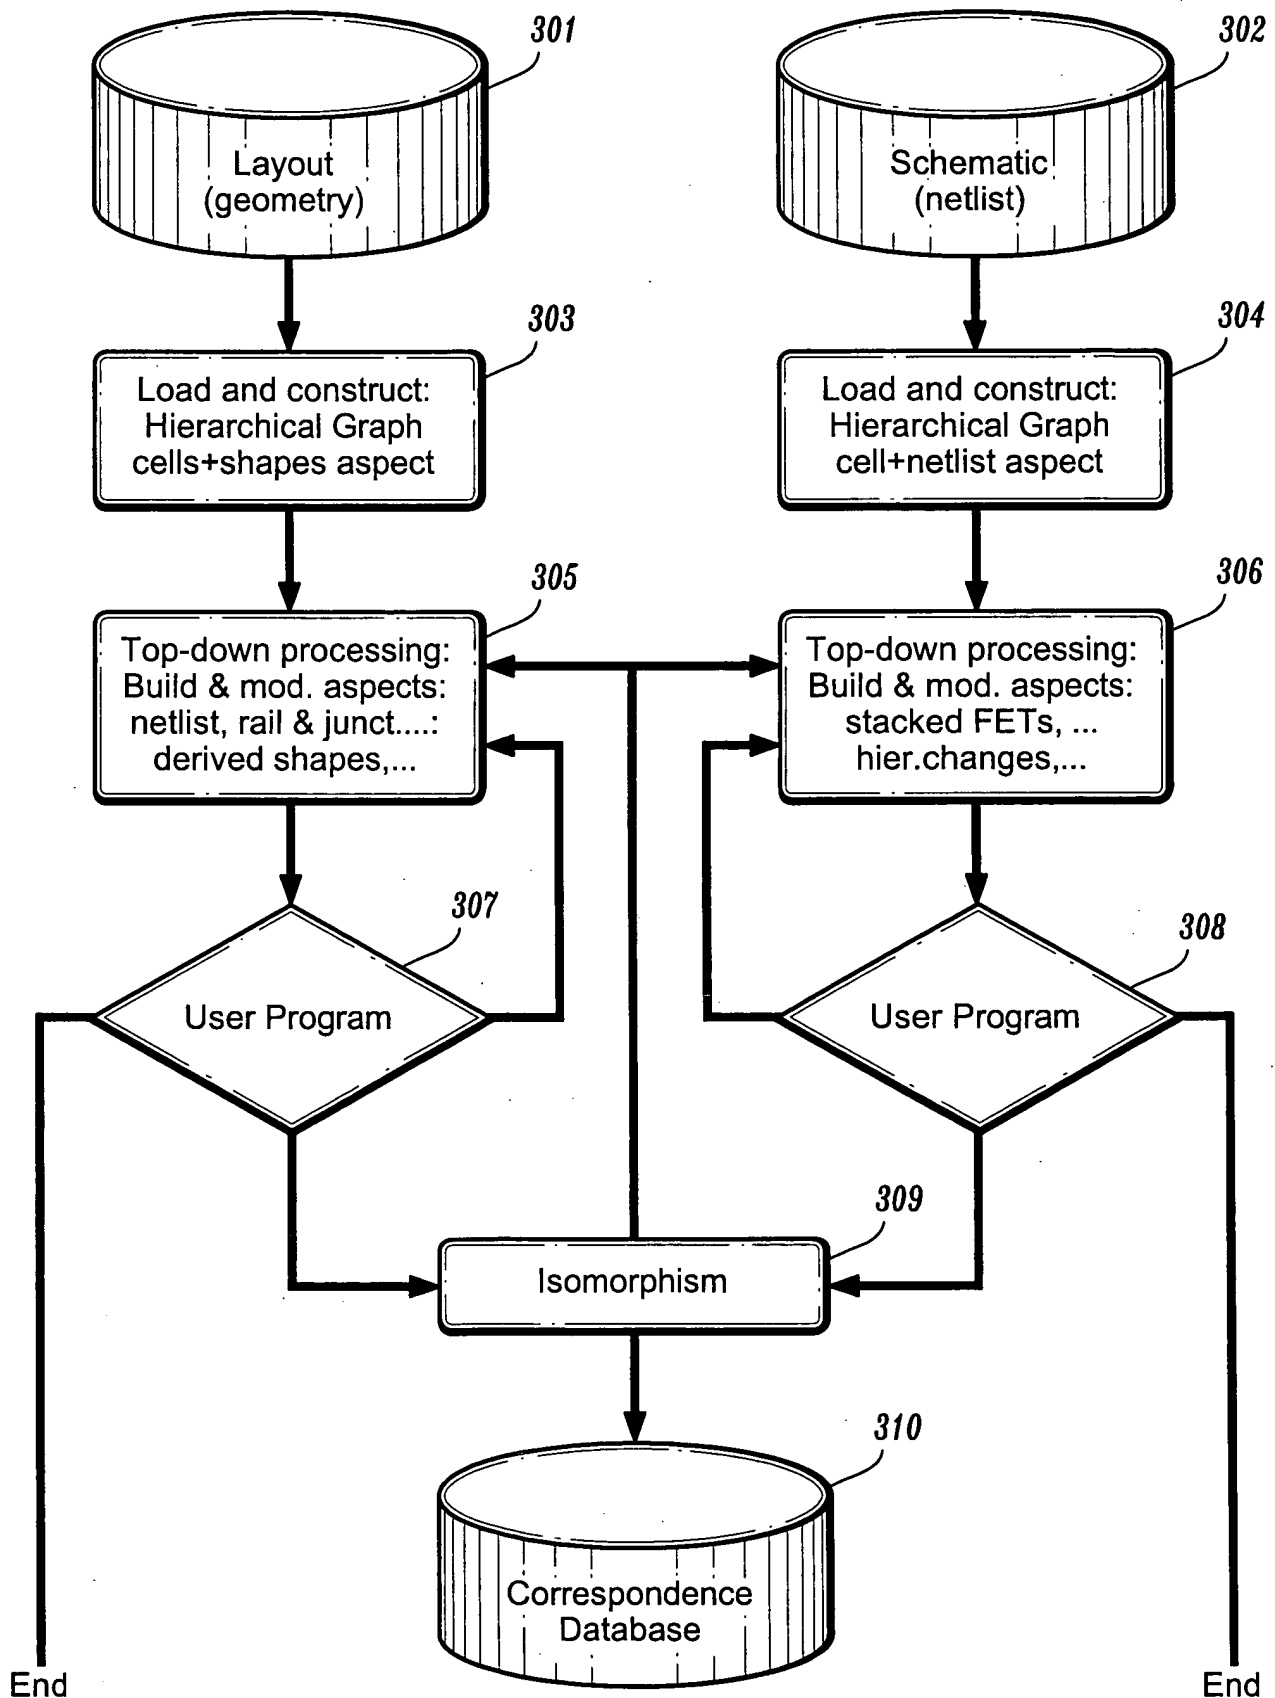 301
302
Layout
(geometry)
Schematic
(netlist)
303
304
Load and construct:
Hierarchical Graph
cells+shapes aspect
Load and construct:
Hierarchical Graph
cell+netlist aspect
305
306
Top-down processing:
Build & mod. aspects:
netlist, rail & junct....:
derived shapes,...
Top-down processing:
Build & mod. aspects:
stacked FETs, ...
hier.changes,...
307
308
User Program
User Program
309
Isomorphism
310
Correspondence
Database
End
End